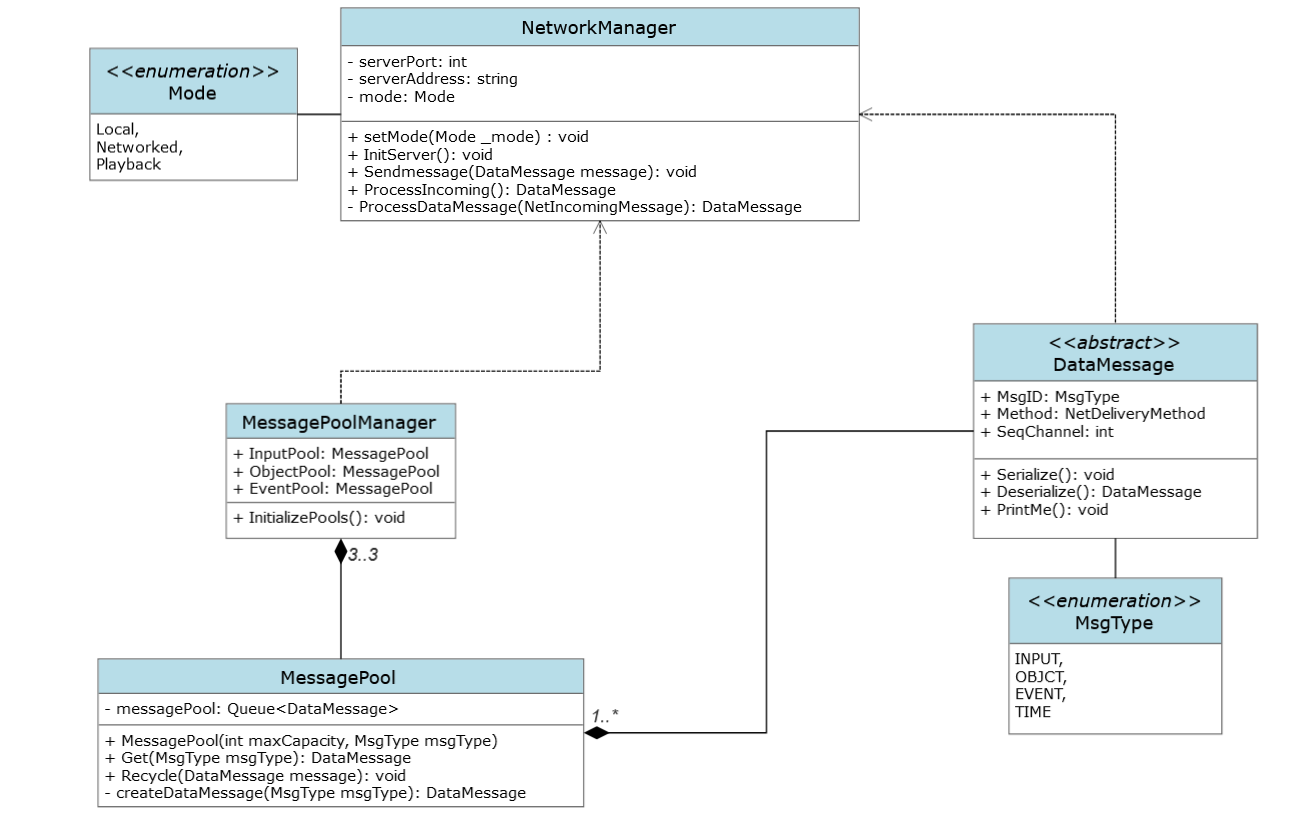 NetworkManager
- serverPort: int
- serverAddress: string
- mode: Mode
+ setMode(Mode _mode) : void
+ InitServer(): void
+ Sendmessage(DataMessage message): void
+ ProcessIncoming(): DataMessage
- ProcessDataMessage(NetIncomingMessage): DataMessage
<<enumeration>>
Mode
Local,
Networked,
Playback
<<abstract>>
DataMessage
+ MsgID: MsgType
+ Method: NetDeliveryMethod
+ SeqChannel: int
+ Serialize(): void
+ Deserialize(): DataMessage
+ PrintMe(): void
MessagePoolManager
+ InputPool: MessagePool
+ ObjectPool: MessagePool
+ EventPool: MessagePool
+ InitializePools(): void
3..3
<<enumeration>>
MsgType
INPUT,
OBJCT,
EVENT,
TIME
MessagePool
- messagePool: Queue<DataMessage>
+ MessagePool(int maxCapacity, MsgType msgType)
+ Get(MsgType msgType): DataMessage
+ Recycle(DataMessage message): void
- createDataMessage(MsgType msgType): DataMessage
1..*